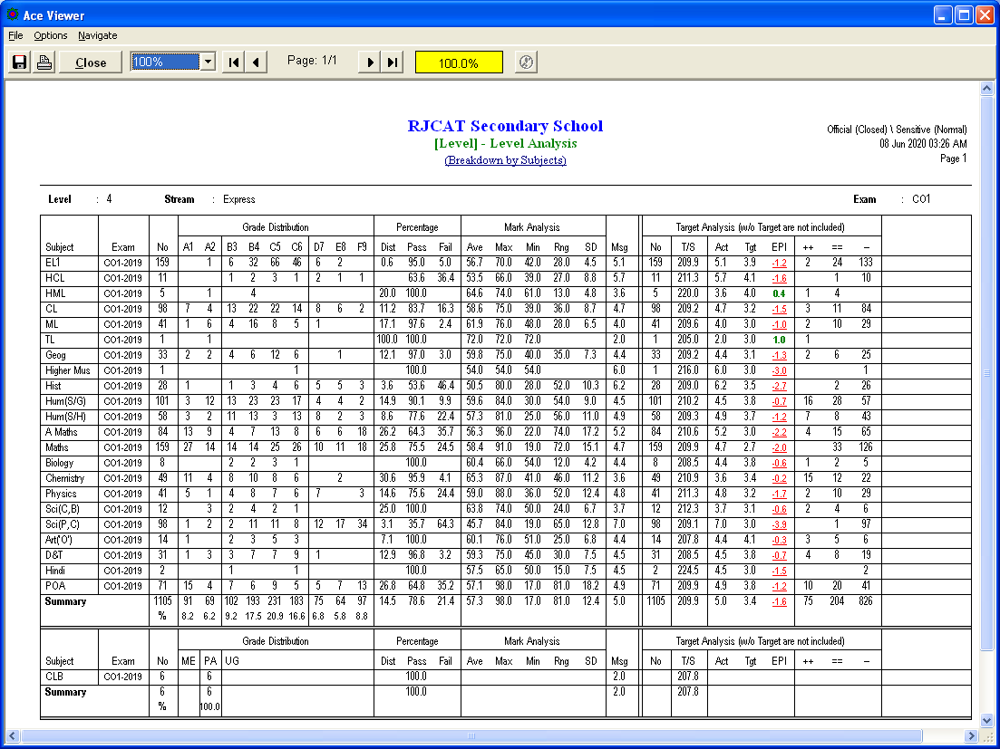 Ace Viewer
File Options Navigate
Close 100% Page: 1/1 100.0%
RJCAT Secondary School
[Level] - Level Analysis
(Breakdown by Subjects)
Official (Closed) \ Sensitive (Normal)
08 Jun 2020 03:26 AM
Page 1
Level : 4 Stream : Express Exam : CO1
Grade Distribution Percentage Mark Analysis Target Analysis (w/o Target are not included)
Subject Exam No A1 A2 B3 B4 C5 C6 D7 E8 F9 Dist Pass Fail Ave Max Min Rng SD Msg No T/S Act Tgt EPI ++ == --
EL1 CO1-2019 159 1 6 32 66 46 6 2 0.6 95.0 5.0 56.7 70.0 42.0 28.0 4.5 5.1 159 209.9 5.1 3.9 -1.2 2 24 133
HCL CO1-2019 11 1 2 3 1 2 1 1 63.6 36.4 53.5 66.0 39.0 27.0 8.8 5.7 11 211.3 5.7 4.1 -1.6 1 10
HML CO1-2019 5 1 4 20.0 100.0 64.6 74.0 61.0 13.0 4.8 3.6 5 220.0 3.6 4.0 0.4 1 4
CL CO1-2019 98 7 4 13 22 22 14 8 6 2 11.2 83.7 16.3 58.6 75.0 39.0 36.0 8.7 4.7 98 209.2 4.7 3.2 -1.5 3 11 84
ML CO1-2019 41 1 6 4 16 8 5 1 17.1 97.6 2.4 61.9 76.0 48.0 28.0 6.5 4.0 41 209.6 4.0 3.0 -1.0 2 10 29
TL CO1-2019 1 1 100.0 100.0 72.0 72.0 72.0 2.0 1 205.0 2.0 3.0 1.0 1
Geog CO1-2019 33 2 2 4 6 12 6 1 12.1 97.0 3.0 59.8 75.0 40.0 35.0 7.3 4.4 33 209.2 4.4 3.1 -1.3 2 6 25
Higher Mus CO1-2019 1 1 100.0 54.0 54.0 54.0 6.0 1 216.0 6.0 3.0 -3.0 1
Hist CO1-2019 28 1 1 3 4 6 5 5 3 3.6 53.6 46.4 50.5 80.0 28.0 52.0 10.3 6.2 28 209.0 6.2 3.5 -2.7 2 26
Hum(S/G) CO1-2019 101 3 12 13 23 23 17 4 4 2 14.9 90.1 9.9 59.6 84.0 30.0 54.0 9.0 4.5 101 210.2 4.5 3.8 -0.7 16 28 57
Hum(S/H) CO1-2019 58 3 2 11 13 3 13 8 2 3 8.6 77.6 22.4 57.3 81.0 25.0 56.0 11.0 4.9 58 209.3 4.9 3.7 -1.2 7 8 43
A Maths CO1-2019 84 13 9 4 7 13 8 6 6 18 26.2 64.3 35.7 56.3 96.0 22.0 74.0 17.2 5.2 84 210.6 5.2 3.0 -2.2 4 15 65
Maths CO1-2019 159 27 14 14 14 25 26 10 11 18 25.8 75.5 24.5 58.4 91.0 19.0 72.0 15.1 4.7 159 209.9 4.7 2.7 -2.0 33 126
Biology CO1-2019 8 2 2 3 1 100.0 60.4 66.0 54.0 12.0 4.2 4.4 8 208.5 4.4 3.8 -0.6 1 2 5
Chemistry CO1-2019 49 11 4 8 10 8 6 2 30.6 95.9 4.1 65.3 87.0 41.0 46.0 11.2 3.6 49 210.9 3.6 3.4 -0.2 15 12 22
Physics CO1-2019 41 5 1 4 8 7 6 7 3 14.6 75.6 24.4 59.0 88.0 36.0 52.0 12.4 4.8 41 211.3 4.8 3.2 -1.7 2 10 29
Sci(C,B) CO1-2019 12 3 2 4 2 1 25.0 100.0 63.8 74.0 50.0 24.0 6.7 3.7 12 212.3 3.7 3.1 -0.6 2 4 6
Sci(P,C) CO1-2019 98 1 2 2 11 11 8 12 17 34 3.1 35.7 64.3 45.7 84.0 19.0 65.0 12.8 7.0 98 209.1 7.0 3.0 -3.9 1 97
Art('O') CO1-2019 14 1 2 3 5 3 7.1 100.0 60.1 76.0 51.0 25.0 6.8 4.4 14 207.8 4.4 4.1 -0.3 3 5 6
D&T CO1-2019 31 1 3 3 7 7 9 1 12.9 96.8 3.2 59.3 75.0 45.0 30.0 7.5 4.5 31 208.5 4.5 3.8 -0.7 4 8 19
Hindi CO1-2019 2 1 1 100.0 57.5 65.0 50.0 15.0 7.5 4.5 2 224.5 4.5 3.0 -1.5 2
POA CO1-2019 71 15 4 7 6 9 5 5 7 13 26.8 64.8 35.2 57.1 98.0 17.0 81.0 18.2 4.9 71 209.9 4.9 3.8 -1.2 10 20 41
Summary 1105 91 69 102 193 231 183 75 64 97 14.5 78.6 21.4 57.3 98.0 17.0 81.0 12.4 5.0 1105 209.9 5.0 3.4 -1.6 75 204 826
% 8.2 6.2 9.2 17.5 20.9 16.6 6.8 5.8 8.8
Grade Distribution Percentage Mark Analysis Target Analysis (w/o Target are not included)
Subject Exam No ME PA UG Dist Pass Fail Ave Max Min Rng SD Msg No T/S Act Tgt EPI ++ == --
CLB CO1-2019 6 6 100.0 2.0 207.8
Summary 6 6 100.0 2.0 207.8
% 100.0